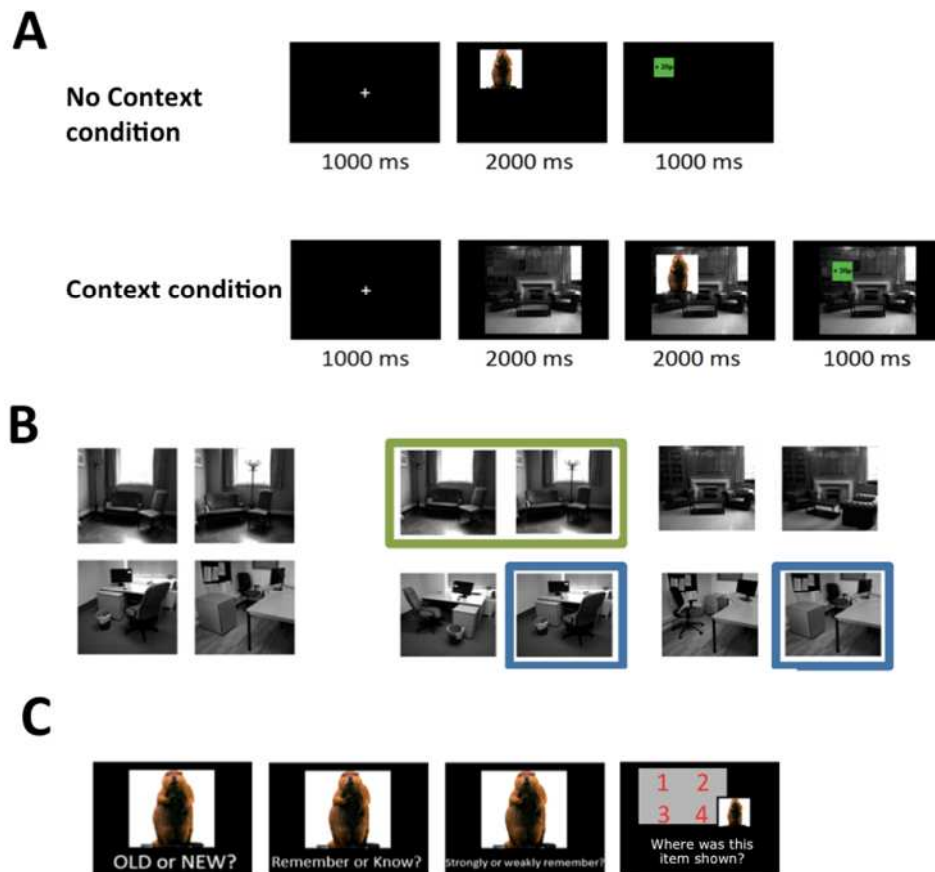 A
No Context
condition
+ 20p
1000 ms 2000 ms 1000 ms
Context condition
+ 20p
1000 ms 2000 ms 2000 ms 1000 ms
B
C
OLD or NEW?
Remember or Know?
Strongly or weakly remember?
1 2
3 4
Where was this
item shown?